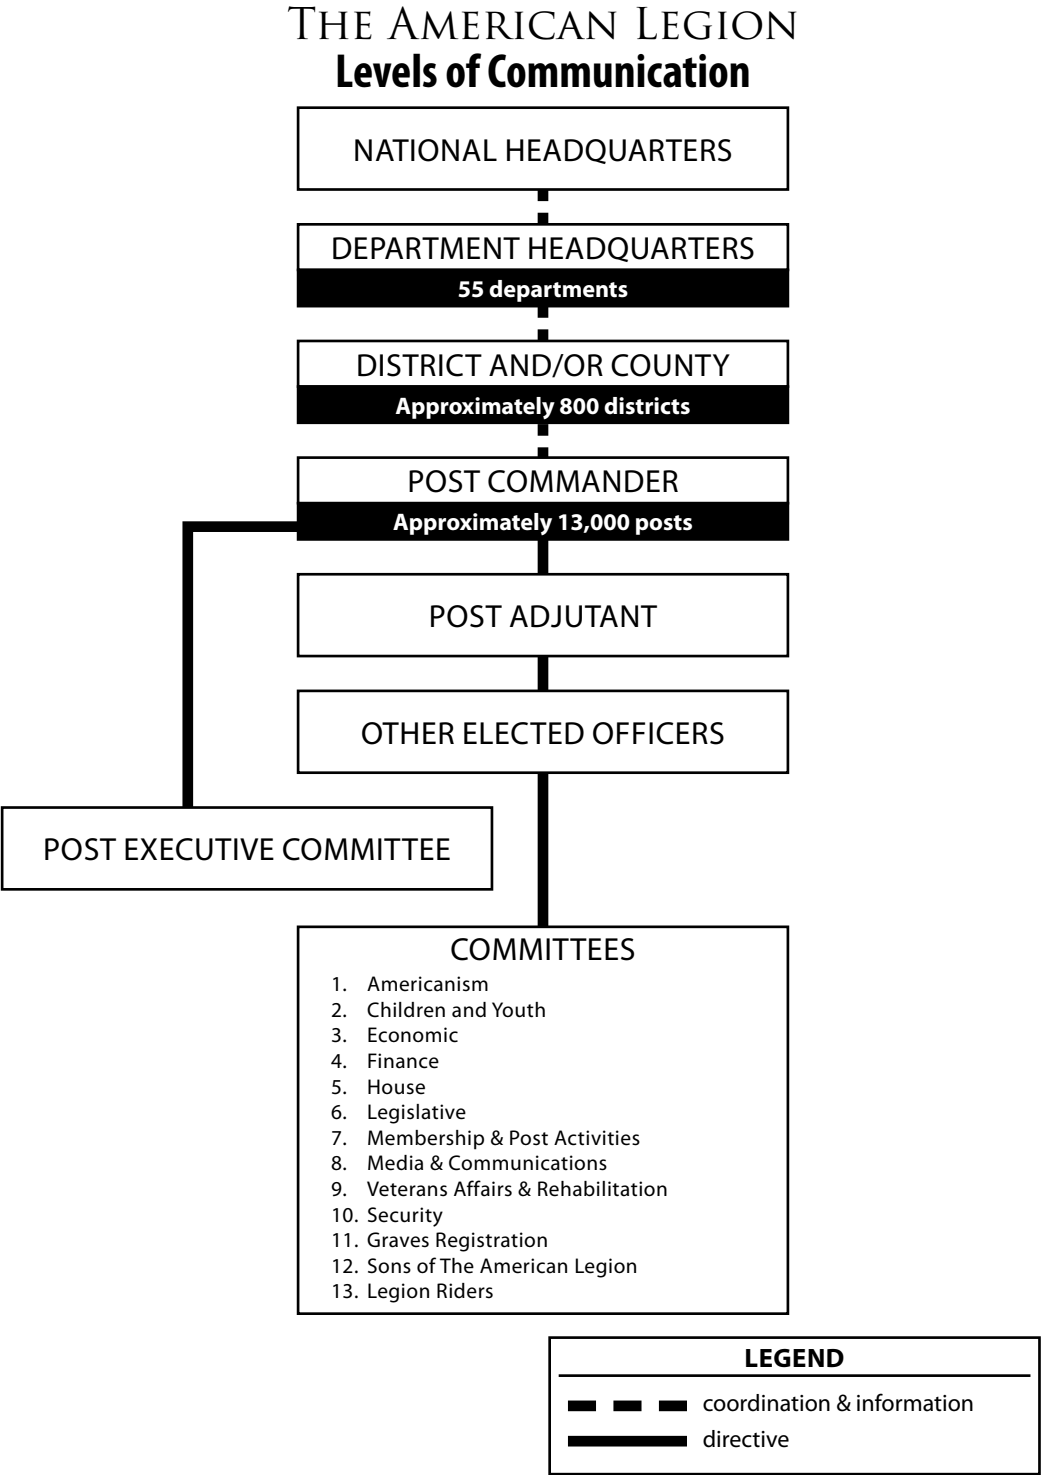 THE AMERICAN LEGION
Levels of Communication
NATIONAL HEADQUARTERS
DEPARTMENT HEADQUARTERS
55 departments
DISTRICT AND/OR COUNTY
Approximately 800 districts
POST COMMANDER
Approximately 13,000 posts
POST ADJUTANT
OTHER ELECTED OFFICERS
POST EXECUTIVE COMMITTEE
COMMITTEES
1. Americanism
2. Children and Youth
3. Economic
4. Finance
5. House
6. Legislative
7. Membership & Post Activities
8. Media & Communications
9. Veterans Affairs & Rehabilitation
10. Security
11. Graves Registration
12. Sons of The American Legion
13. Legion Riders
LEGEND
coordination & information
directive